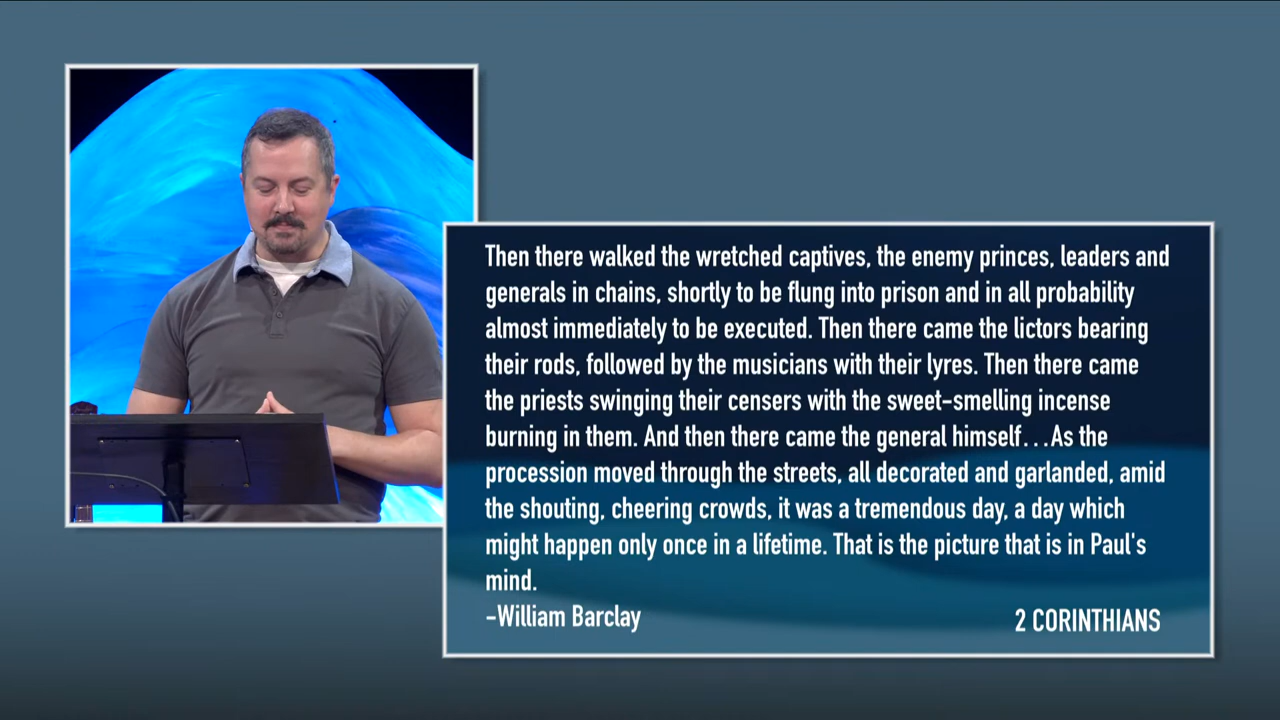 Then there walked the wretched captives, the enemy princes, leaders and
generals in chains, shortly to be flung into prison and in all probability
almost immediately to be executed. Then there came the lictors bearing
their rods, followed by the musicians with their lyres. Then there came
the priests swinging their censers with the sweet-smelling incense
burning in them. And then there came the general himself...As the
procession moved through the streets, all decorated and garlanded, amid
the shouting, cheering crowds, it was a tremendous day, a day which
might happen only once in a lifetime. That is the picture that is in Paul's
mind.
-William Barclay
2 CORINTHIANS